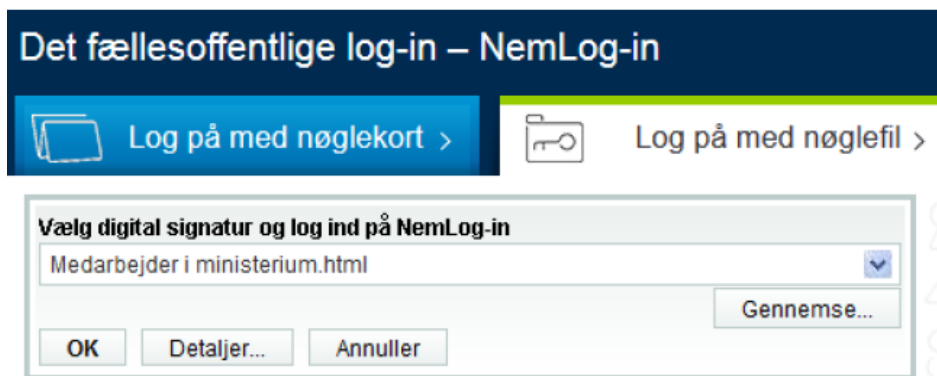 Det fællesoffentlige log-in – NemLog-in
Log på med nøglekort > Log på med nøglefil >
Vælg digital signatur og log ind på NemLog-in
Medarbejder i ministerium.html
Gennemse...
OK Detaljer... Annuller